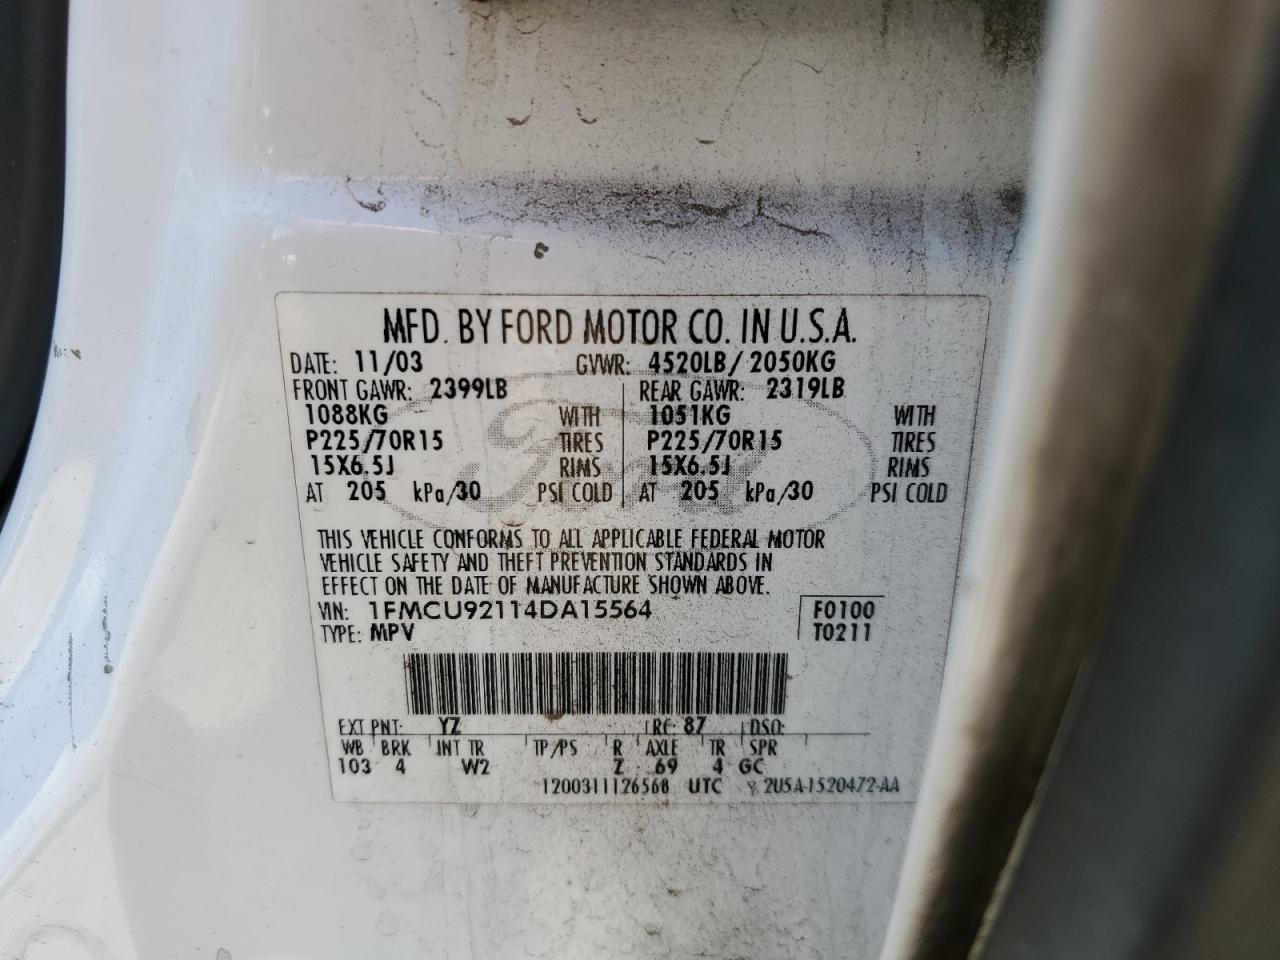 MFD. BY FORD MOTOR CO. IN U.S.A.
DATE: 11/03 GVWR: 4520LB/2050KG
FRONT GAWR: 2399LB REAR GAWR: 2319LB
1088KG WITH 1051KG WITH
P225/70R15 TIRES P225/70R15 TIRES
15X6.5J RIMS 15X6.5J RIMS
AT 205 kPa/30 PSI COLD AT 205 kPa/30 PSI COLD
Ford
THIS VEHICLE CONFORMS TO ALL APPLICABLE FEDERAL MOTOR
VEHICLE SAFETY AND THEFT PREVENTION STANDARDS IN
EFFECT ON THE DATE OF MANUFACTURE SHOWN ABOVE.
VIN: 1FMCU92114DA15564 F0100
TYPE: MPV T0211
EXT PNT: YZ RC: 87 DSO:
WB BRK INT TR TP/PS R AXLE TR SPR
103 4 W2 Z 69 4 GC
1200311126568 UTC 2U5A-1520472-AA